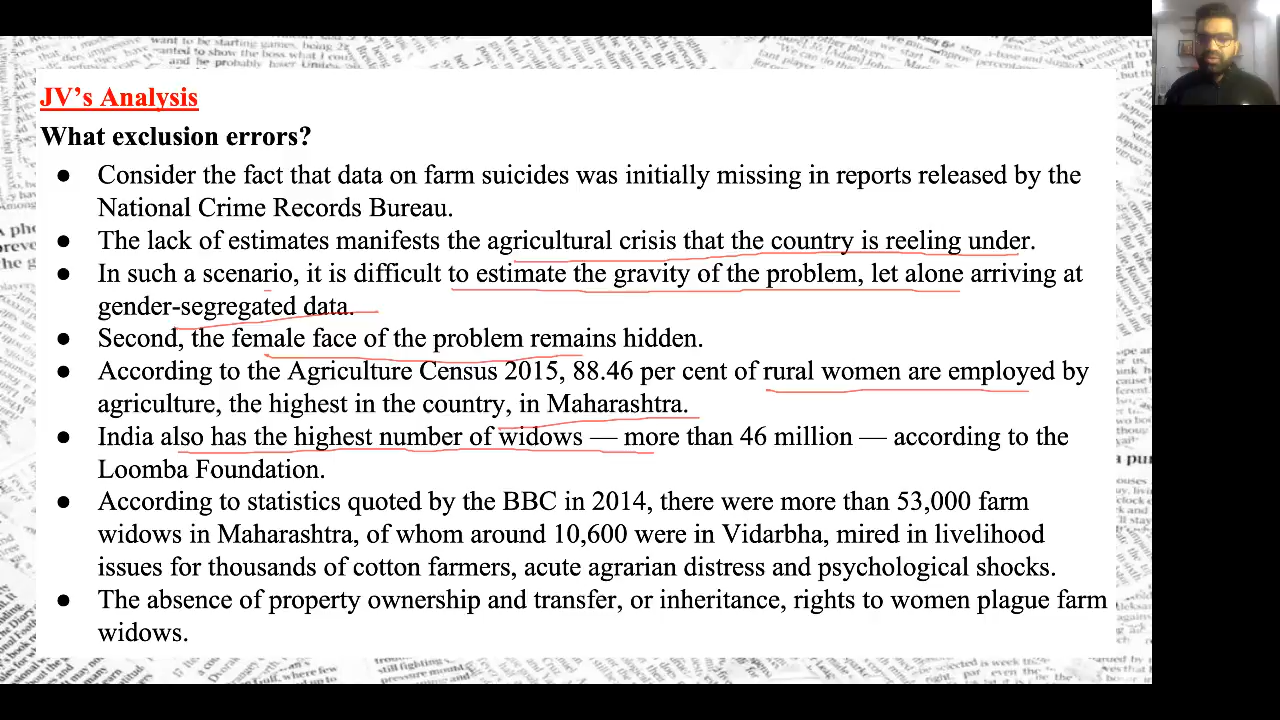 JV's Analysis
What exclusion errors?
● Consider the fact that data on farm suicides was initially missing in reports released by the
National Crime Records Bureau.
● The lack of estimates manifests the agricultural crisis that the country is reeling under.
● In such a scenario, it is difficult to estimate the gravity of the problem, let alone arriving at
gender-segregated data.
● Second, the female face of the problem remains hidden.
● According to the Agriculture Census 2015, 88.46 per cent of rural women are employed by
agriculture, the highest in the country, in Maharashtra.
● India also has the highest number of widows — more than 46 million — according to the
Loomba Foundation.
● According to statistics quoted by the BBC in 2014, there were more than 53,000 farm
widows in Maharashtra, of whom around 10,600 were in Vidarbha, mired in livelihood
issues for thousands of cotton farmers, acute agrarian distress and psychological shocks.
● The absence of property ownership and transfer, or inheritance, rights to women plague farm
widows.